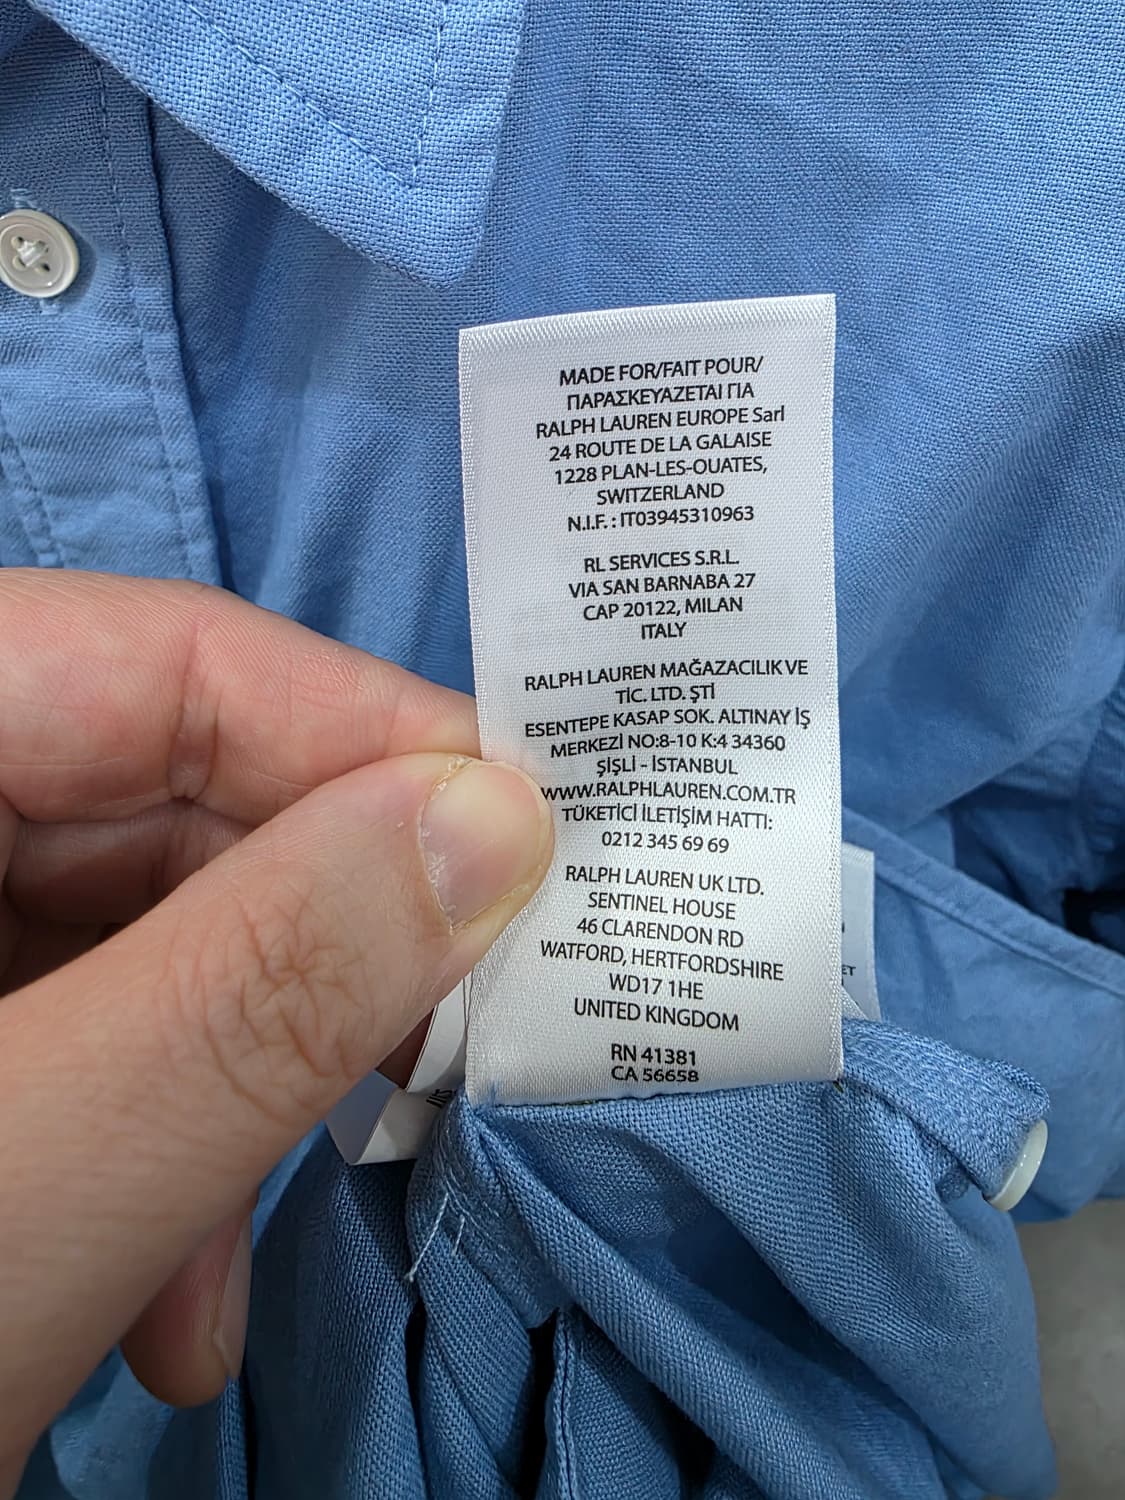 MADE FOR/FAIT POUR/
ΠΑΡΑΣΚΕΥΑΖΕΤΑΙ ΓΙΑ
RALPH LAUREN EUROPE Sarl
24 ROUTE DE LA GALAISE
1228 PLAN-LES-OUATES,
SWITZERLAND
N.I.F. : IT03945310963
RL SERVICES S.R.L.
VIA SAN BARNABA 27
CAP 20122, MILAN
ITALY
RALPH LAUREN MAĞAZACILIK VE
TİC. LTD. ŞTİ
ESENTEPE KASAP SOK. ALTINAY İŞ
MERKEZİ NO:8-10 K:4 34360
ŞİŞLİ - İSTANBUL
WWW.RALPHLAUREN.COM.TR
TÜKETİCİ İLETİŞİM HATTI:
0212 345 69 69
RALPH LAUREN UK LTD.
SENTINEL HOUSE
46 CLARENDON RD
WATFORD, HERTFORDSHIRE
WD17 1HE
UNITED KINGDOM
RN 41381
CA 56658